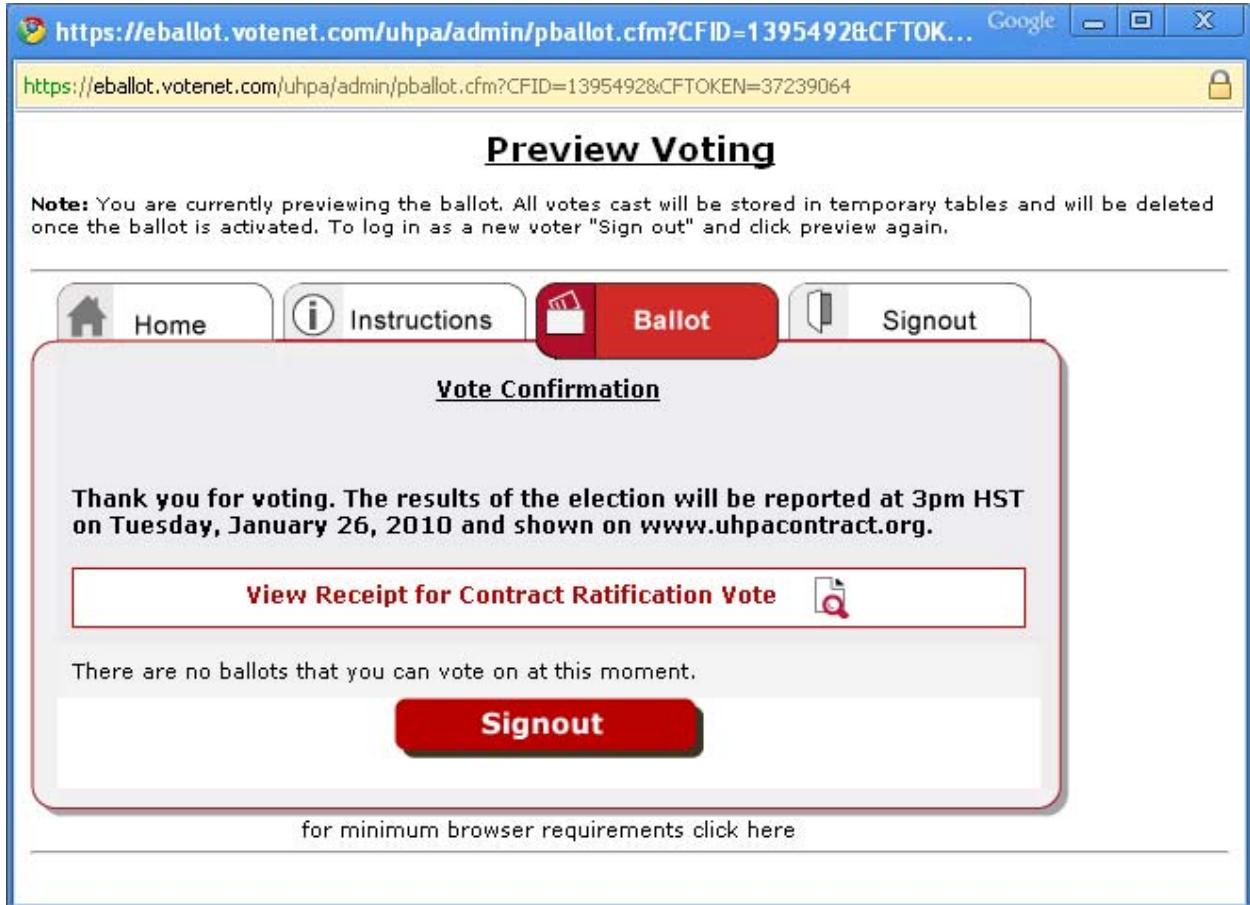 https://eballot.votenet.com/uhpa/admin/pballot.cfm?CFID=1395492&CFTOK... Google
https://eballot.votenet.com/uhpa/admin/pballot.cfm?CFID=1395492&CFTOKEN=37239064
Preview Voting
Note: You are currently previewing the ballot. All votes cast will be stored in temporary tables and will be deleted
once the ballot is activated. To log in as a new voter "Sign out" and click preview again.
Home Instructions Ballot Signout
Vote Confirmation
Thank you for voting. The results of the election will be reported at 3pm HST
on Tuesday, January 26, 2010 and shown on www.uhpacontract.org.
View Receipt for Contract Ratification Vote
There are no ballots that you can vote on at this moment.
Signout
for minimum browser requirements click here